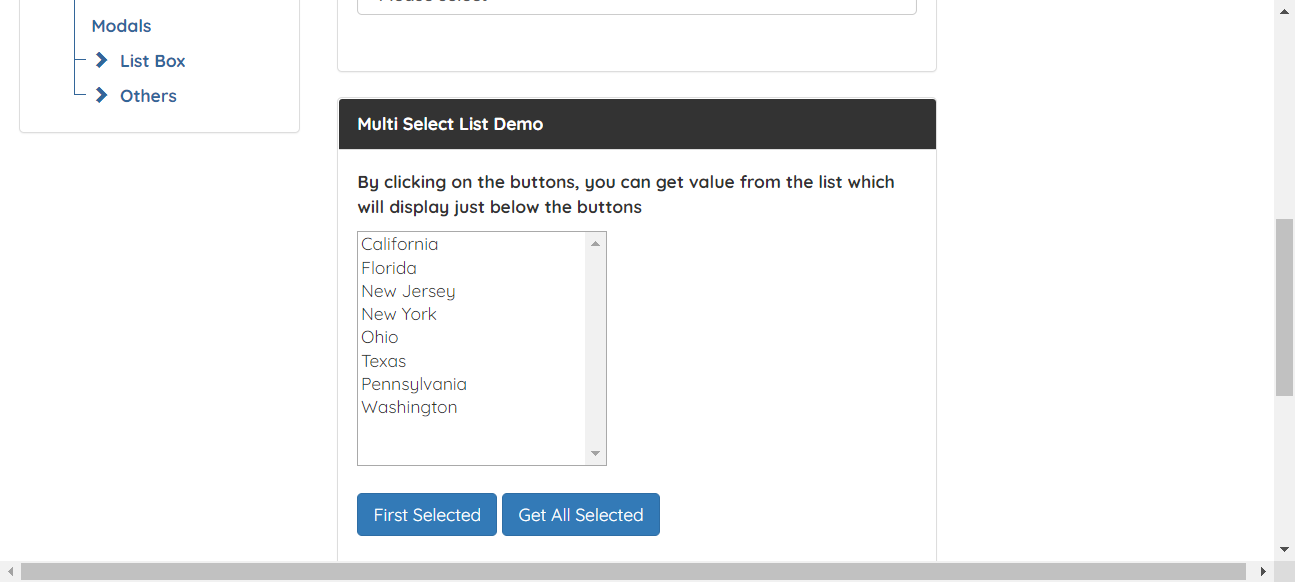 Modals
List Box
Others
Multi Select List Demo
By clicking on the buttons, you can get value from the list which
will display just below the buttons
California
Florida
New Jersey
New York
Ohio
Texas
Pennsylvania
Washington
First Selected
Get All Selected